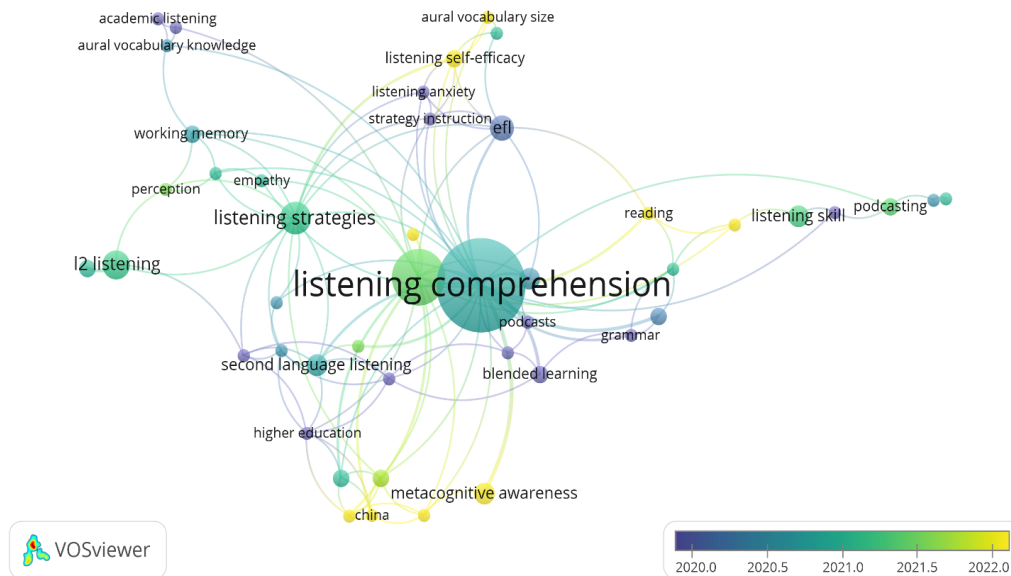 academic listening
aural vocabulary size
aural vocabulary knowledge
listening self-efficacy
listening anxiety
strategy instruction
efl
working memory
empathy
perception
reading
podcasting
listening skill
listening strategies
l2 listening
listening comprehension
podcasts
grammar
second language listening
blended learning
higher education
metacognitive awareness
china
VOSviewer
2020.0 2020.5 2021.0 2021.5 2022.0